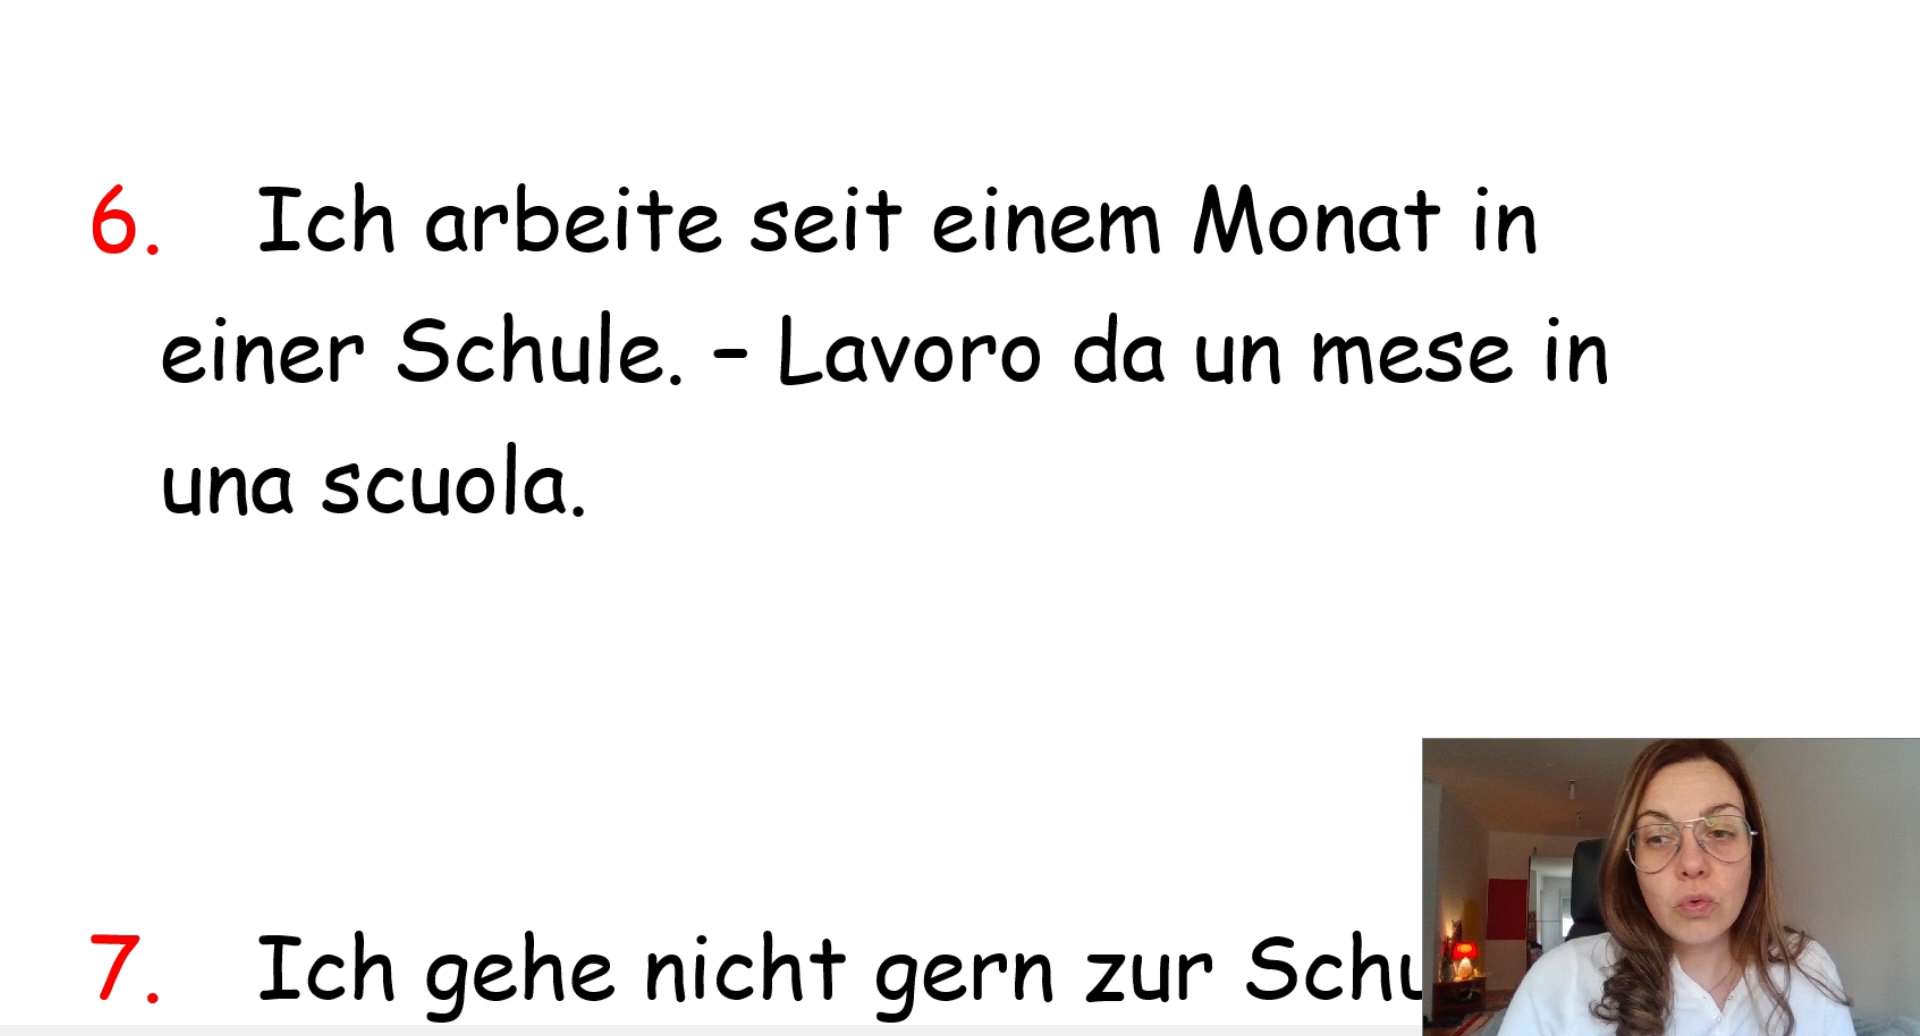 6. Ich arbeite seit einem Monat in
einer Schule. – Lavoro da un mese in
una scuola.
7. Ich gehe nicht gern zur